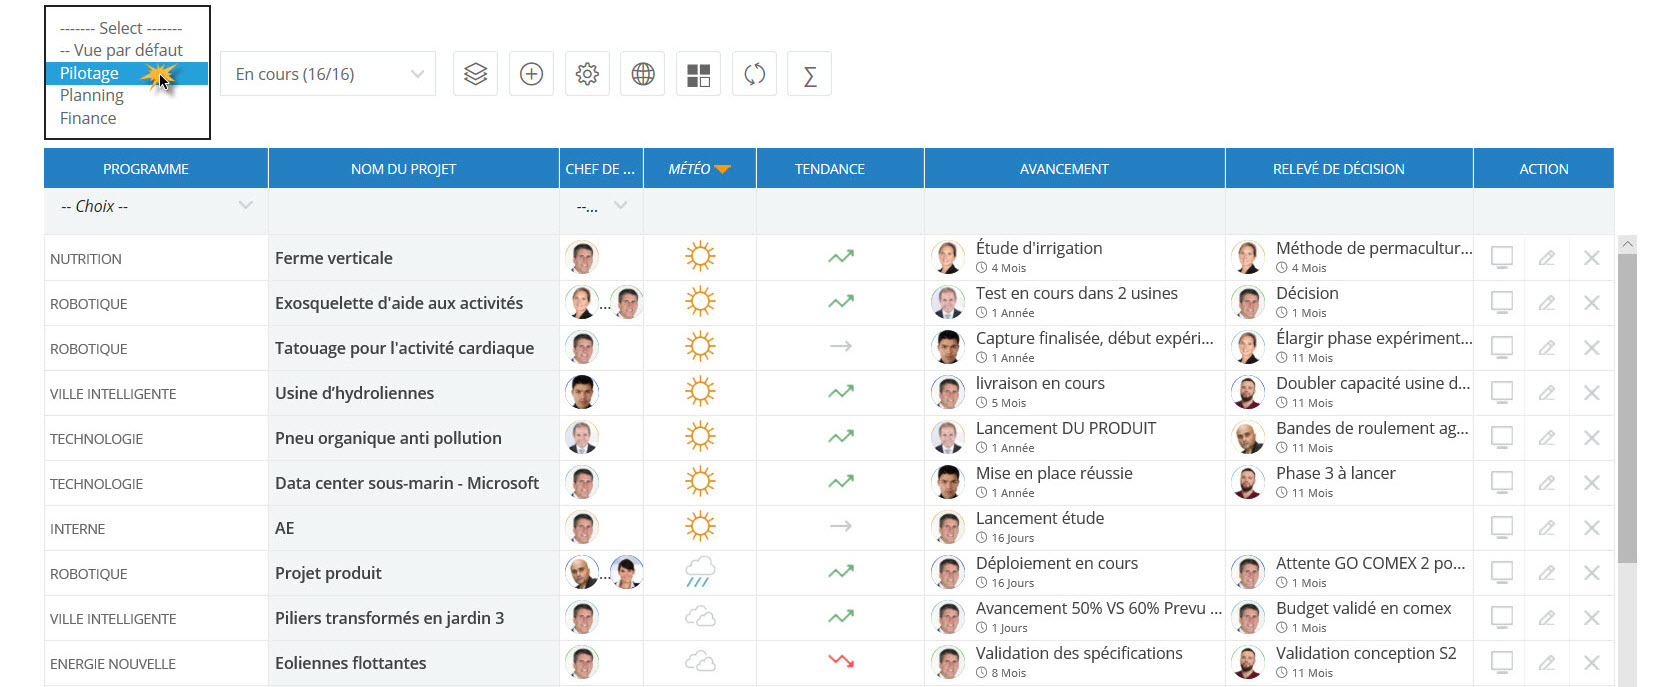 ------- Select -------
-- Vue par défaut
Pilotage
Planning
Finance
En cours (16/16)
PROGRAMME NOM DU PROJET CHEF DE ... MÉTÉO TENDANCE AVANCEMENT RELEVÉ DE DÉCISION ACTION
-- Choix -- --...
NUTRITION Ferme verticale Étude d'irrigation Méthode de permacultur...
4 Mois 4 Mois
ROBOTIQUE Exosquelette d'aide aux activités ... Test en cours dans 2 usines Décision
1 Année 1 Mois
ROBOTIQUE Tatouage pour l'activité cardiaque Capture finalisée, début expéri... Élargir phase expériment...
1 Année 11 Mois
VILLE INTELLIGENTE Usine d’hydroliennes livraison en cours Doubler capacité usine d...
5 Mois 11 Mois
TECHNOLOGIE Pneu organique anti pollution Lancement DU PRODUIT Bandes de roulement ag...
1 Année 11 Mois
TECHNOLOGIE Data center sous-marin - Microsoft Mise en place réussie Phase 3 à lancer
1 Année 11 Mois
INTERNE AE Lancement étude
16 Jours
ROBOTIQUE Projet produit ... Déploiement en cours Attente GO COMEX 2 po...
16 Jours 1 Mois
VILLE INTELLIGENTE Piliers transformés en jardin 3 Avancement 50% VS 60% Prevu ... Budget validé en comex
1 Jours 1 Mois
ENERGIE NOUVELLE Eoliennes flottantes Validation des spécifications Validation conception S2
8 Mois 11 Mois